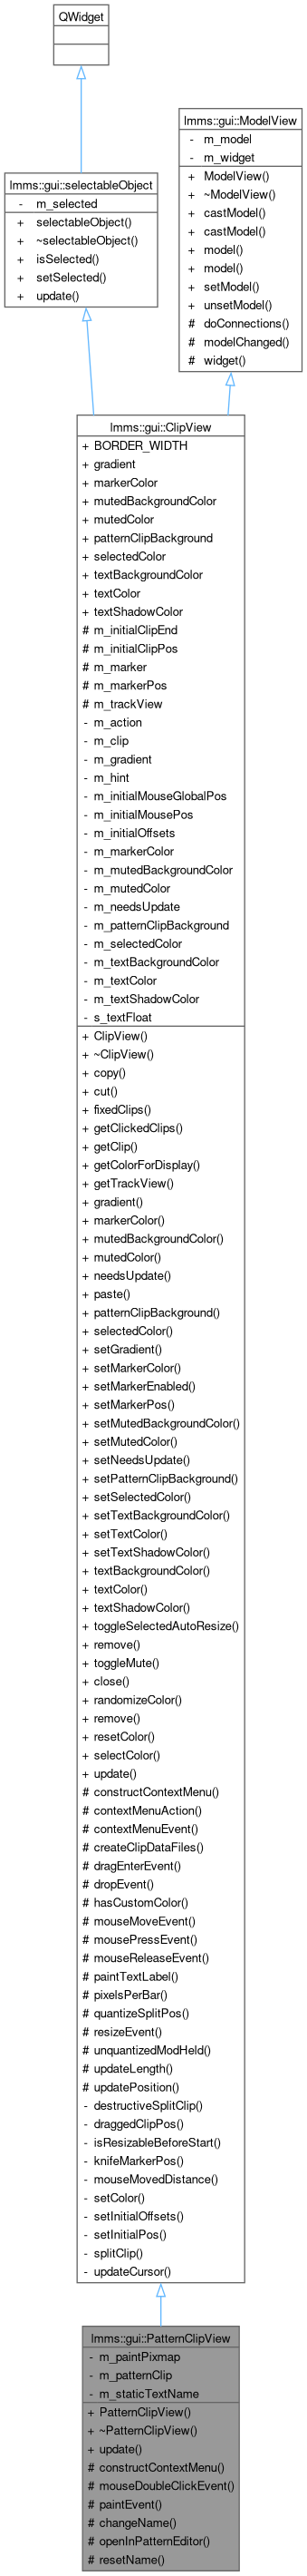 QWidget
lmms::gui::ModelView
- m_model
- m_widget
+ ModelView()
+ ~ModelView()
+ castModel()
+ castModel()
+ model()
+ model()
+ setModel()
+ unsetModel()
# doConnections()
# modelChanged()
# widget()
lmms::gui::selectableObject
- m_selected
+ selectableObject()
+ ~selectableObject()
+ isSelected()
+ setSelected()
+ update()
lmms::gui::ClipView
+ BORDER_WIDTH
+ gradient
+ markerColor
+ mutedBackgroundColor
+ mutedColor
+ patternClipBackground
+ selectedColor
+ textBackgroundColor
+ textColor
+ textShadowColor
# m_initialClipEnd
# m_initialClipPos
# m_marker
# m_markerPos
# m_trackView
- m_action
- m_clip
- m_gradient
- m_hint
- m_initialMouseGlobalPos
- m_initialMousePos
- m_initialOffsets
- m_markerColor
- m_mutedBackgroundColor
- m_mutedColor
- m_needsUpdate
- m_patternClipBackground
- m_selectedColor
- m_textBackgroundColor
- m_textColor
- m_textShadowColor
- s_textFloat
+ ClipView()
+ ~ClipView()
+ copy()
+ cut()
+ fixedClips()
+ getClickedClips()
+ getClip()
+ getColorForDisplay()
+ getTrackView()
+ gradient()
+ markerColor()
+ mutedBackgroundColor()
+ mutedColor()
+ needsUpdate()
+ paste()
+ patternClipBackground()
+ selectedColor()
+ setGradient()
+ setMarkerColor()
+ setMarkerEnabled()
+ setMarkerPos()
+ setMutedBackgroundColor()
+ setMutedColor()
+ setNeedsUpdate()
+ setPatternClipBackground()
+ setSelectedColor()
+ setTextBackgroundColor()
+ setTextColor()
+ setTextShadowColor()
+ textBackgroundColor()
+ textColor()
+ textShadowColor()
+ toggleSelectedAutoResize()
+ remove()
+ toggleMute()
+ close()
+ randomizeColor()
+ remove()
+ resetColor()
+ selectColor()
+ update()
# constructContextMenu()
# contextMenuAction()
# contextMenuEvent()
# createClipDataFiles()
# dragEnterEvent()
# dropEvent()
# hasCustomColor()
# mouseMoveEvent()
# mousePressEvent()
# mouseReleaseEvent()
# paintTextLabel()
# pixelsPerBar()
# quantizeSplitPos()
# resizeEvent()
# unquantizedModHeld()
# updateLength()
# updatePosition()
- destructiveSplitClip()
- draggedClipPos()
- isResizableBeforeStart()
- knifeMarkerPos()
- mouseMovedDistance()
- setColor()
- setInitialOffsets()
- setInitialPos()
- splitClip()
- updateCursor()
lmms::gui::PatternClipView
- m_paintPixmap
- m_patternClip
- m_staticTextName
+ PatternClipView()
+ ~PatternClipView()
+ update()
# constructContextMenu()
# mouseDoubleClickEvent()
# paintEvent()
# changeName()
# openInPatternEditor()
# resetName()